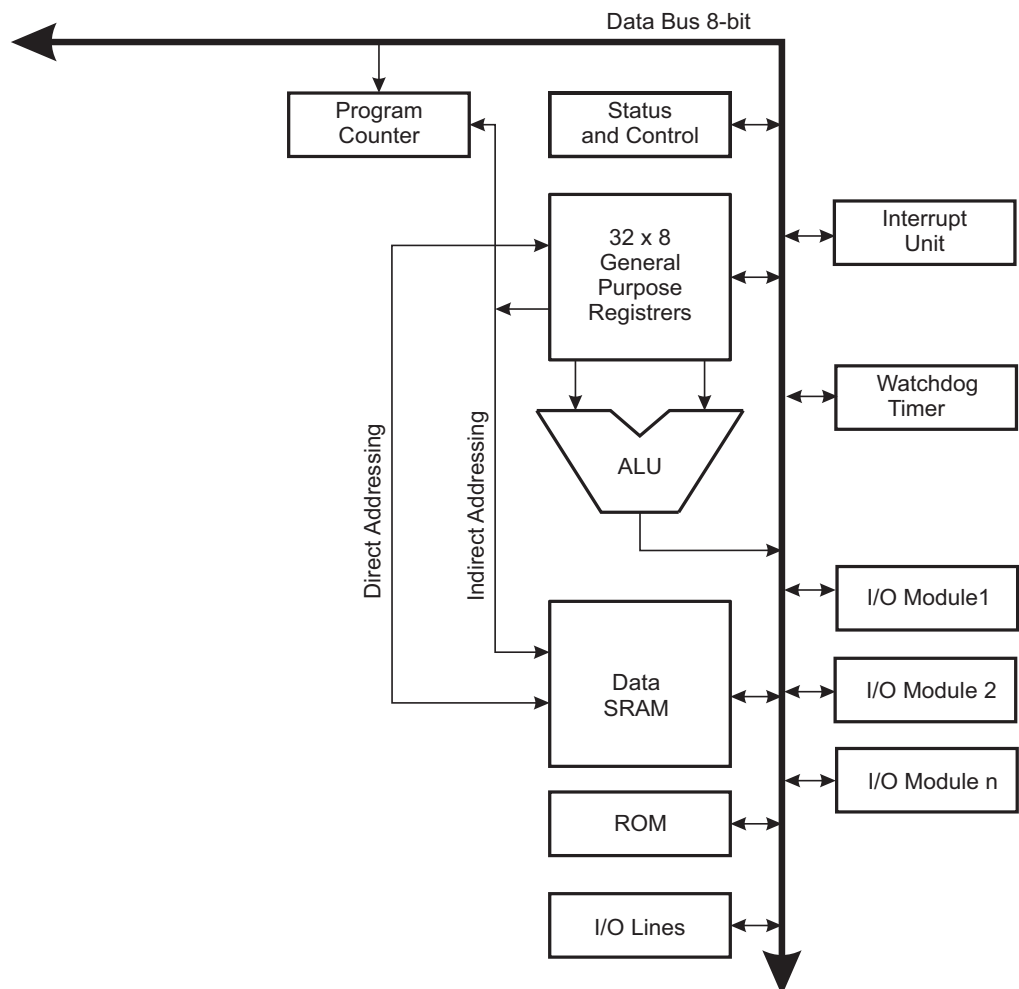 Data Bus 8-bit
Program
Counter
Status
and Control
32 x 8
General
Purpose
Registrers
Interrupt
Unit
Watchdog
Timer
ALU
Direct Addressing
Indirect Addressing
I/O Module1
Data
SRAM
I/O Module 2
I/O Module n
ROM
I/O Lines